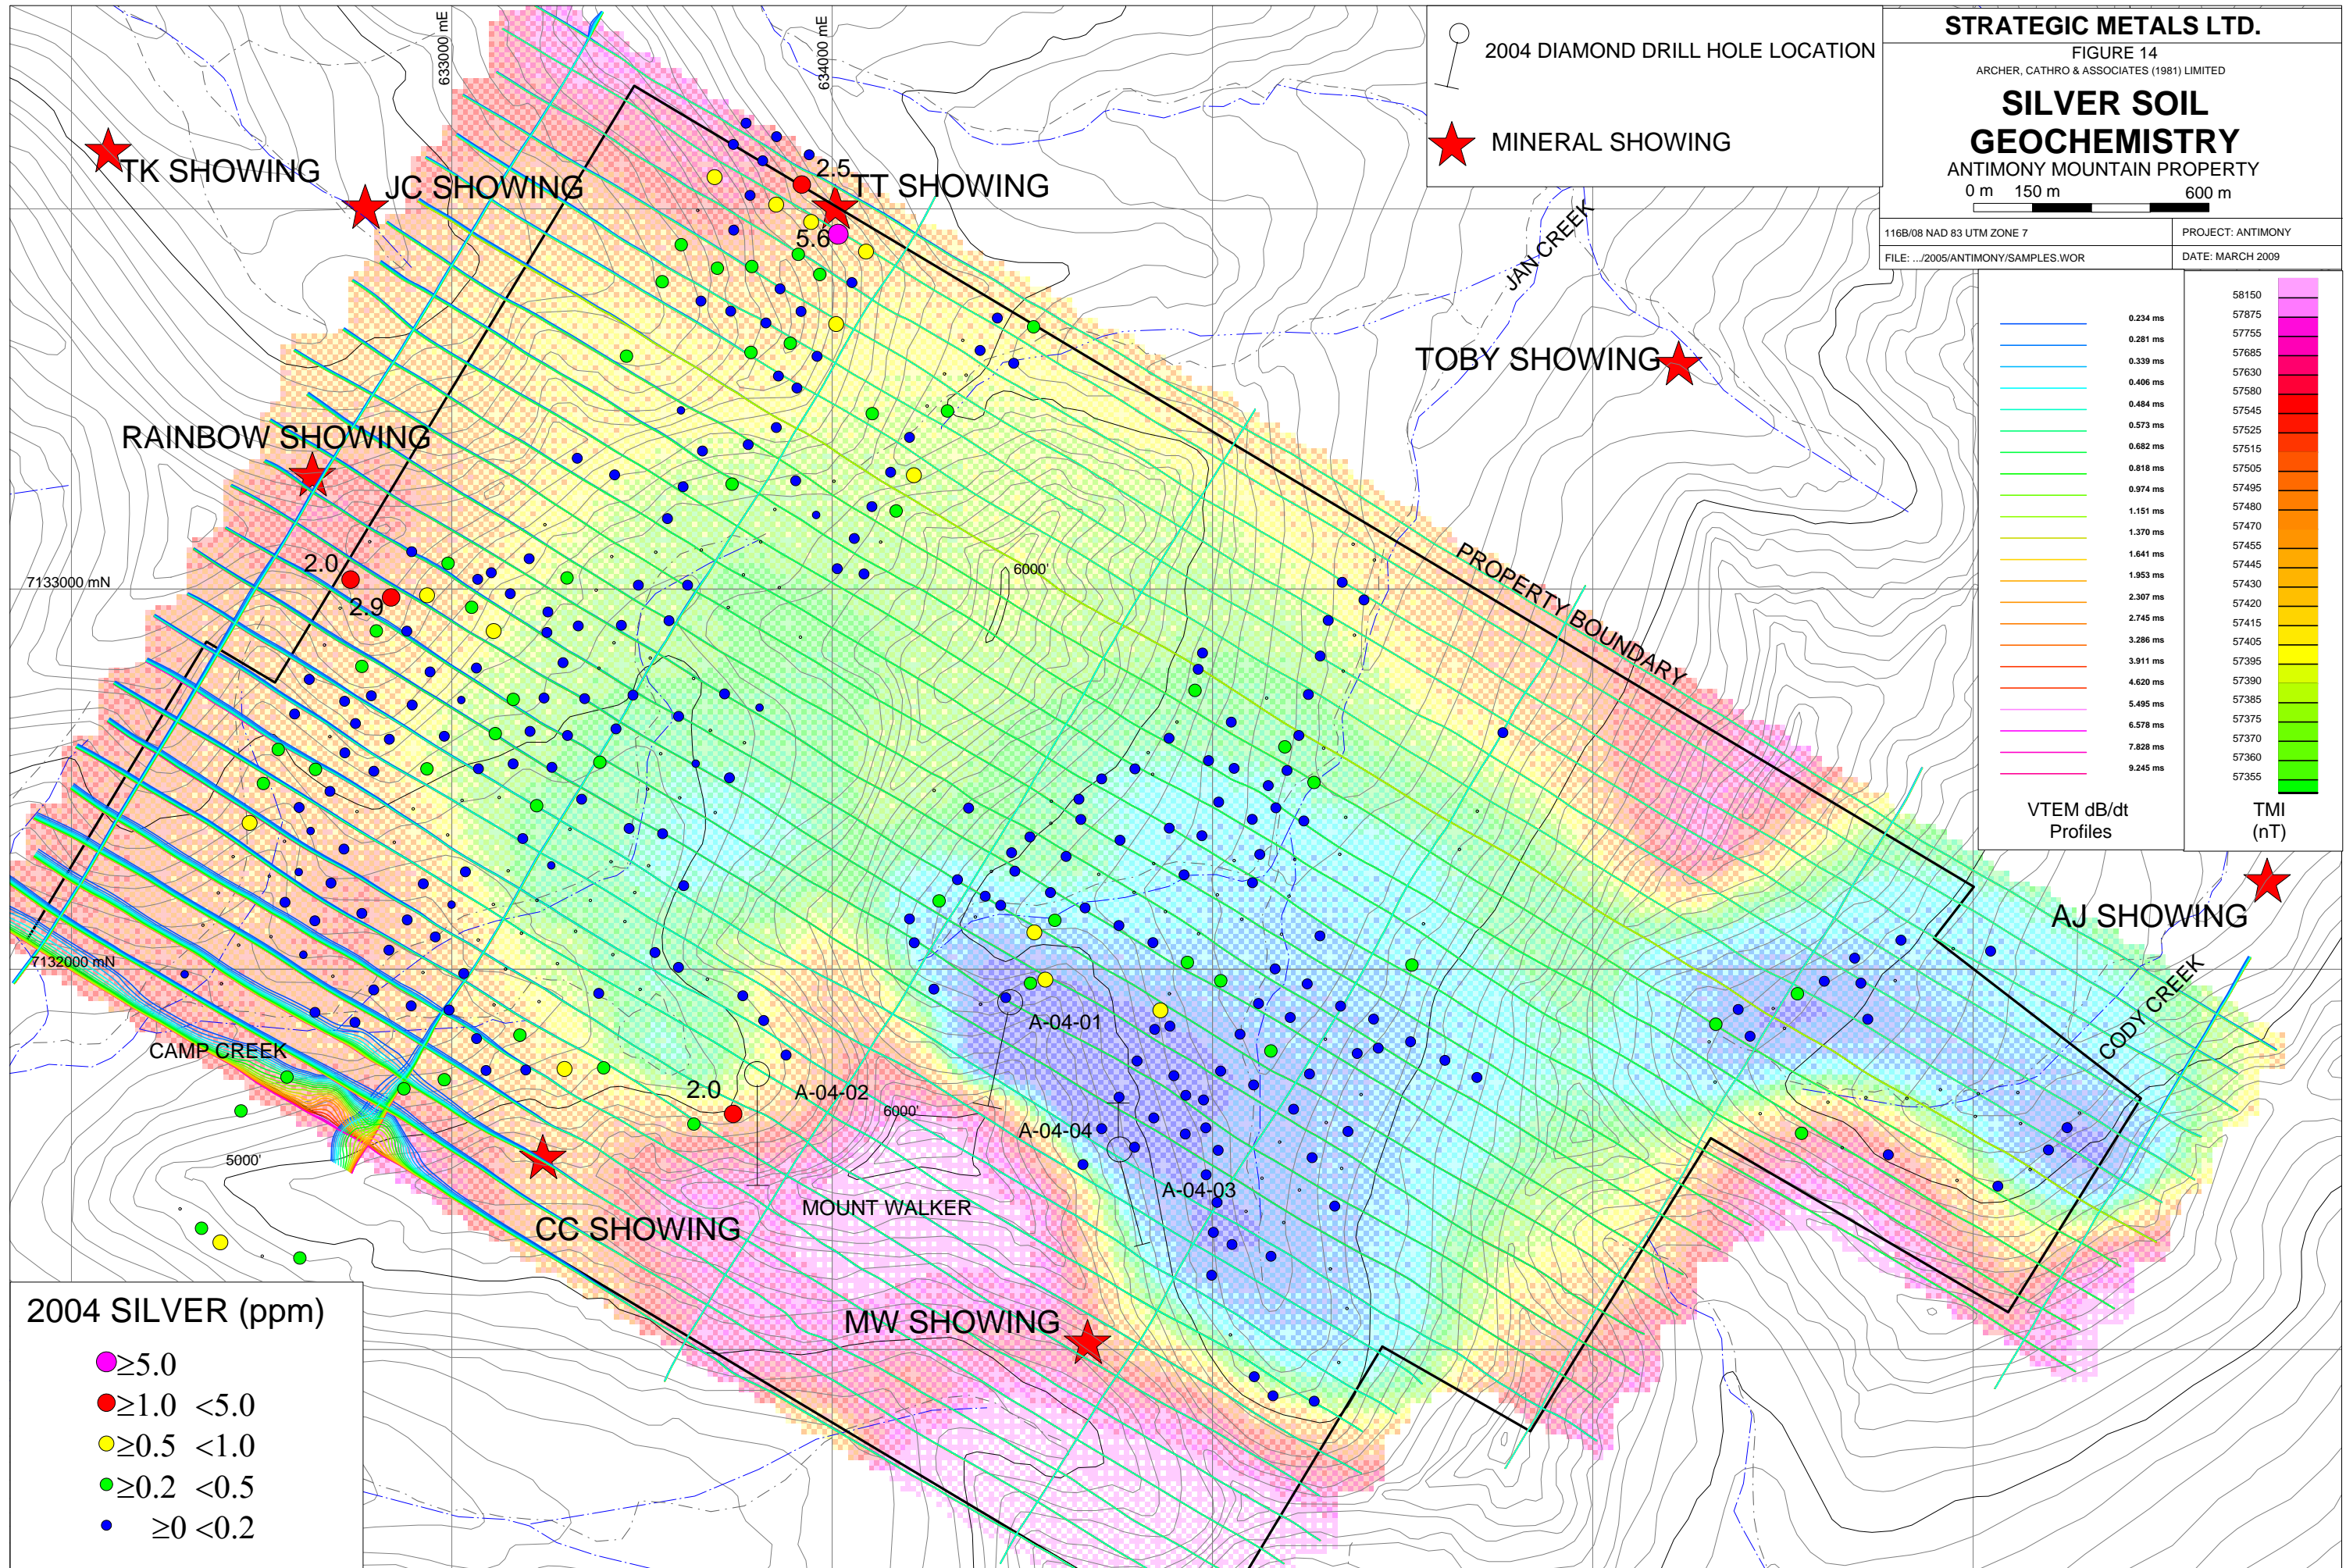 STRATEGIC METALS LTD.
FIGURE 14
ARCHER, CATHRO & ASSOCIATES (1981) LIMITED
SILVER SOIL
GEOCHEMISTRY
ANTIMONY MOUNTAIN PROPERTY
0 m 150 m 600 m
116B/08 NAD 83 UTM ZONE 7
PROJECT: ANTIMONY
FILE: .../2005/ANTIMONY/SAMPLES.WOR
DATE: MARCH 2009
2004 DIAMOND DRILL HOLE LOCATION
MINERAL SHOWING
633000 mE
634000 mE
TK SHOWING
JC SHOWING
2.5
TT SHOWING
5.6
JAN CREEK
TOBY SHOWING
RAINBOW SHOWING
2.0
2.9
7133000 mN
6000'
PROPERTY BOUNDARY
0.234 ms
0.281 ms
0.339 ms
0.406 ms
0.484 ms
0.573 ms
0.682 ms
0.818 ms
0.974 ms
1.151 ms
1.370 ms
1.641 ms
1.953 ms
2.307 ms
2.745 ms
3.286 ms
3.911 ms
4.620 ms
5.495 ms
6.578 ms
7.828 ms
9.245 ms
VTEM dB/dt
Profiles
58150
57875
57755
57685
57630
57580
57545
57525
57515
57505
57495
57480
57470
57455
57445
57430
57420
57415
57405
57395
57390
57385
57375
57370
57360
57355
TMI
(nT)
AJ SHOWING
CODY CREEK
7132000 mN
CAMP CREEK
A-04-01
A-04-02
2.0
6000'
A-04-04
A-04-03
5000'
MOUNT WALKER
CC SHOWING
MW SHOWING
2004 SILVER (ppm)
≥5.0
≥1.0 <5.0
≥0.5 <1.0
≥0.2 <0.5
≥0 <0.2